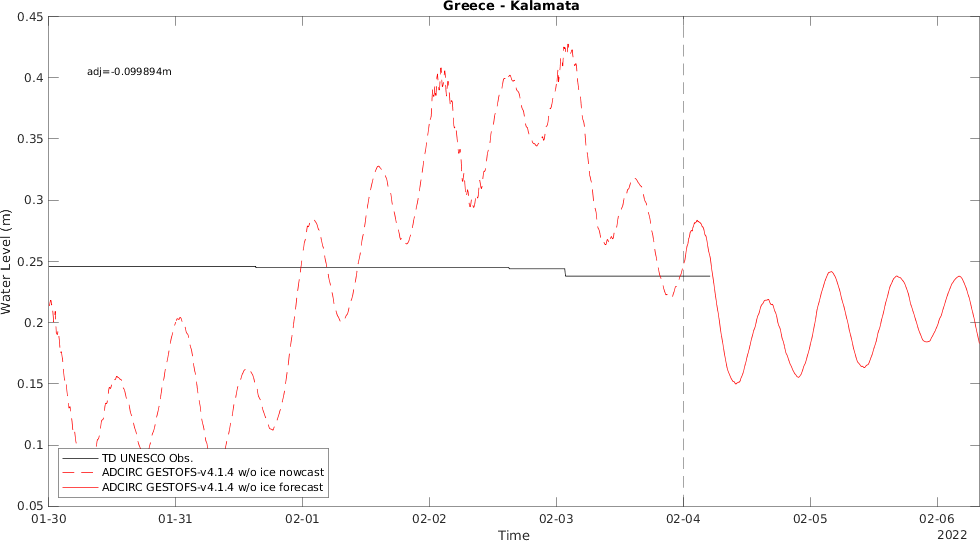 Greece - Kalamata
adj=-0.099894m
Water Level (m)
0.45
0.4
0.35
0.3
0.25
0.2
0.15
0.1
0.05
TD UNESCO Obs.
ADCIRC GESTOFS-v4.1.4 w/o ice nowcast
ADCIRC GESTOFS-v4.1.4 w/o ice forecast
01-30 01-31 02-01 02-02 02-03 02-04 02-05 02-06
Time
2022